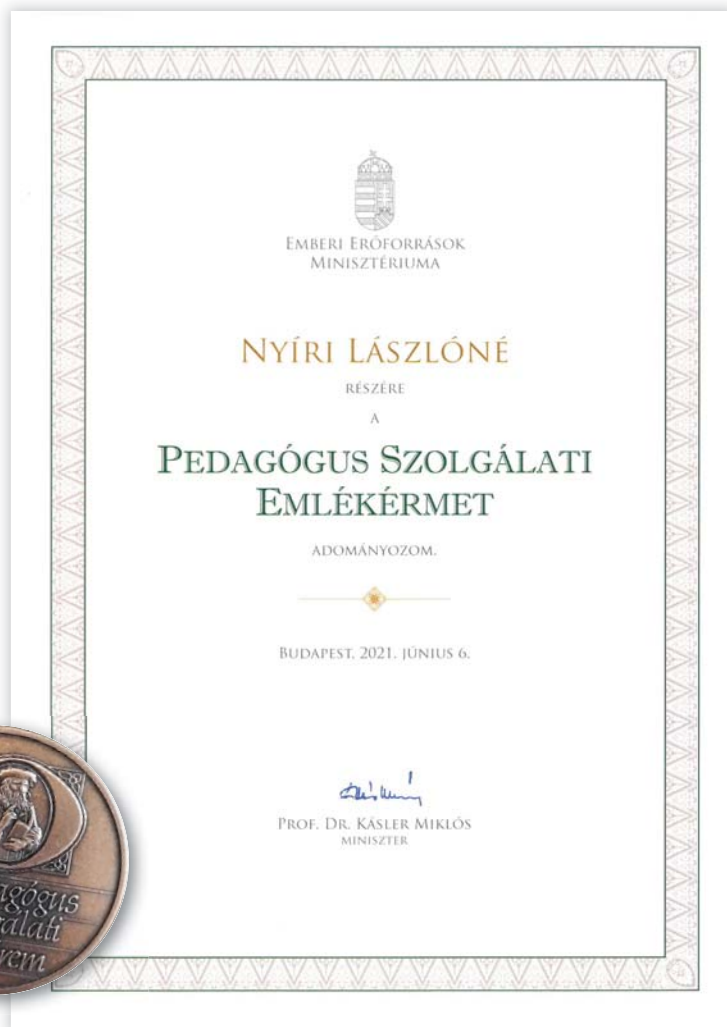 EMBERI ERŐFORRÁSOK
MINISZTÉRIUMA
NYÍRI LÁSZLÓNÉ
RÉSZÉRE
A
PEDAGÓGUS SZOLGÁLATI
EMLÉKÉRMET
ADOMÁNYOZOM.
BUDAPEST, 2021. JÚNIUS 6.
PROF. DR. KÁSLER MIKLÓS
MINISZTER